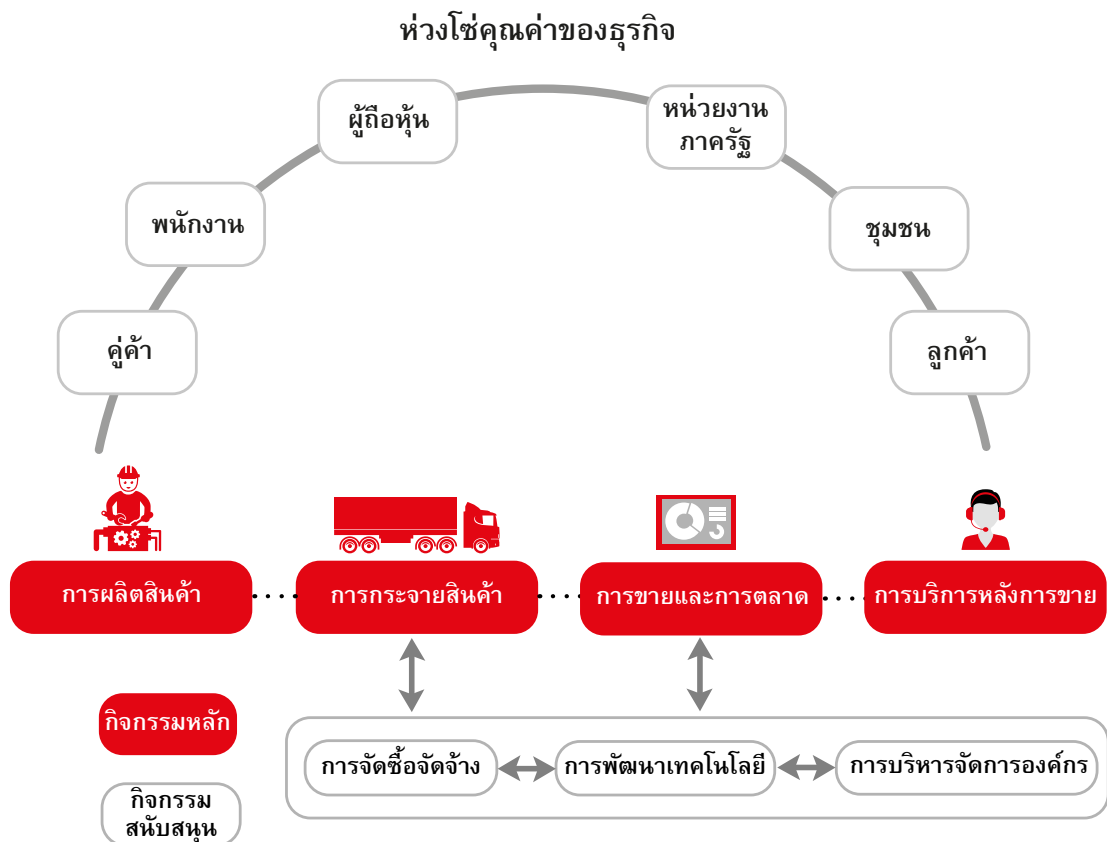 ห่วงโซ่คุณค่าของธุรกิจ
ผู้ถือหุ้น
หน่วยงาน
ภาครัฐ
พนักงาน
ชุมชน
คู่ค้า
ลูกค้า
การผลิตสินค้า
การกระจายสินค้า
การขายและการตลาด
การบริการหลังการขาย
กิจกรรมหลัก
การจัดซื้อจัดจ้าง
การพัฒนาเทคโนโลยี
การบริหารจัดการองค์กร
กิจกรรม
สนับสนุน